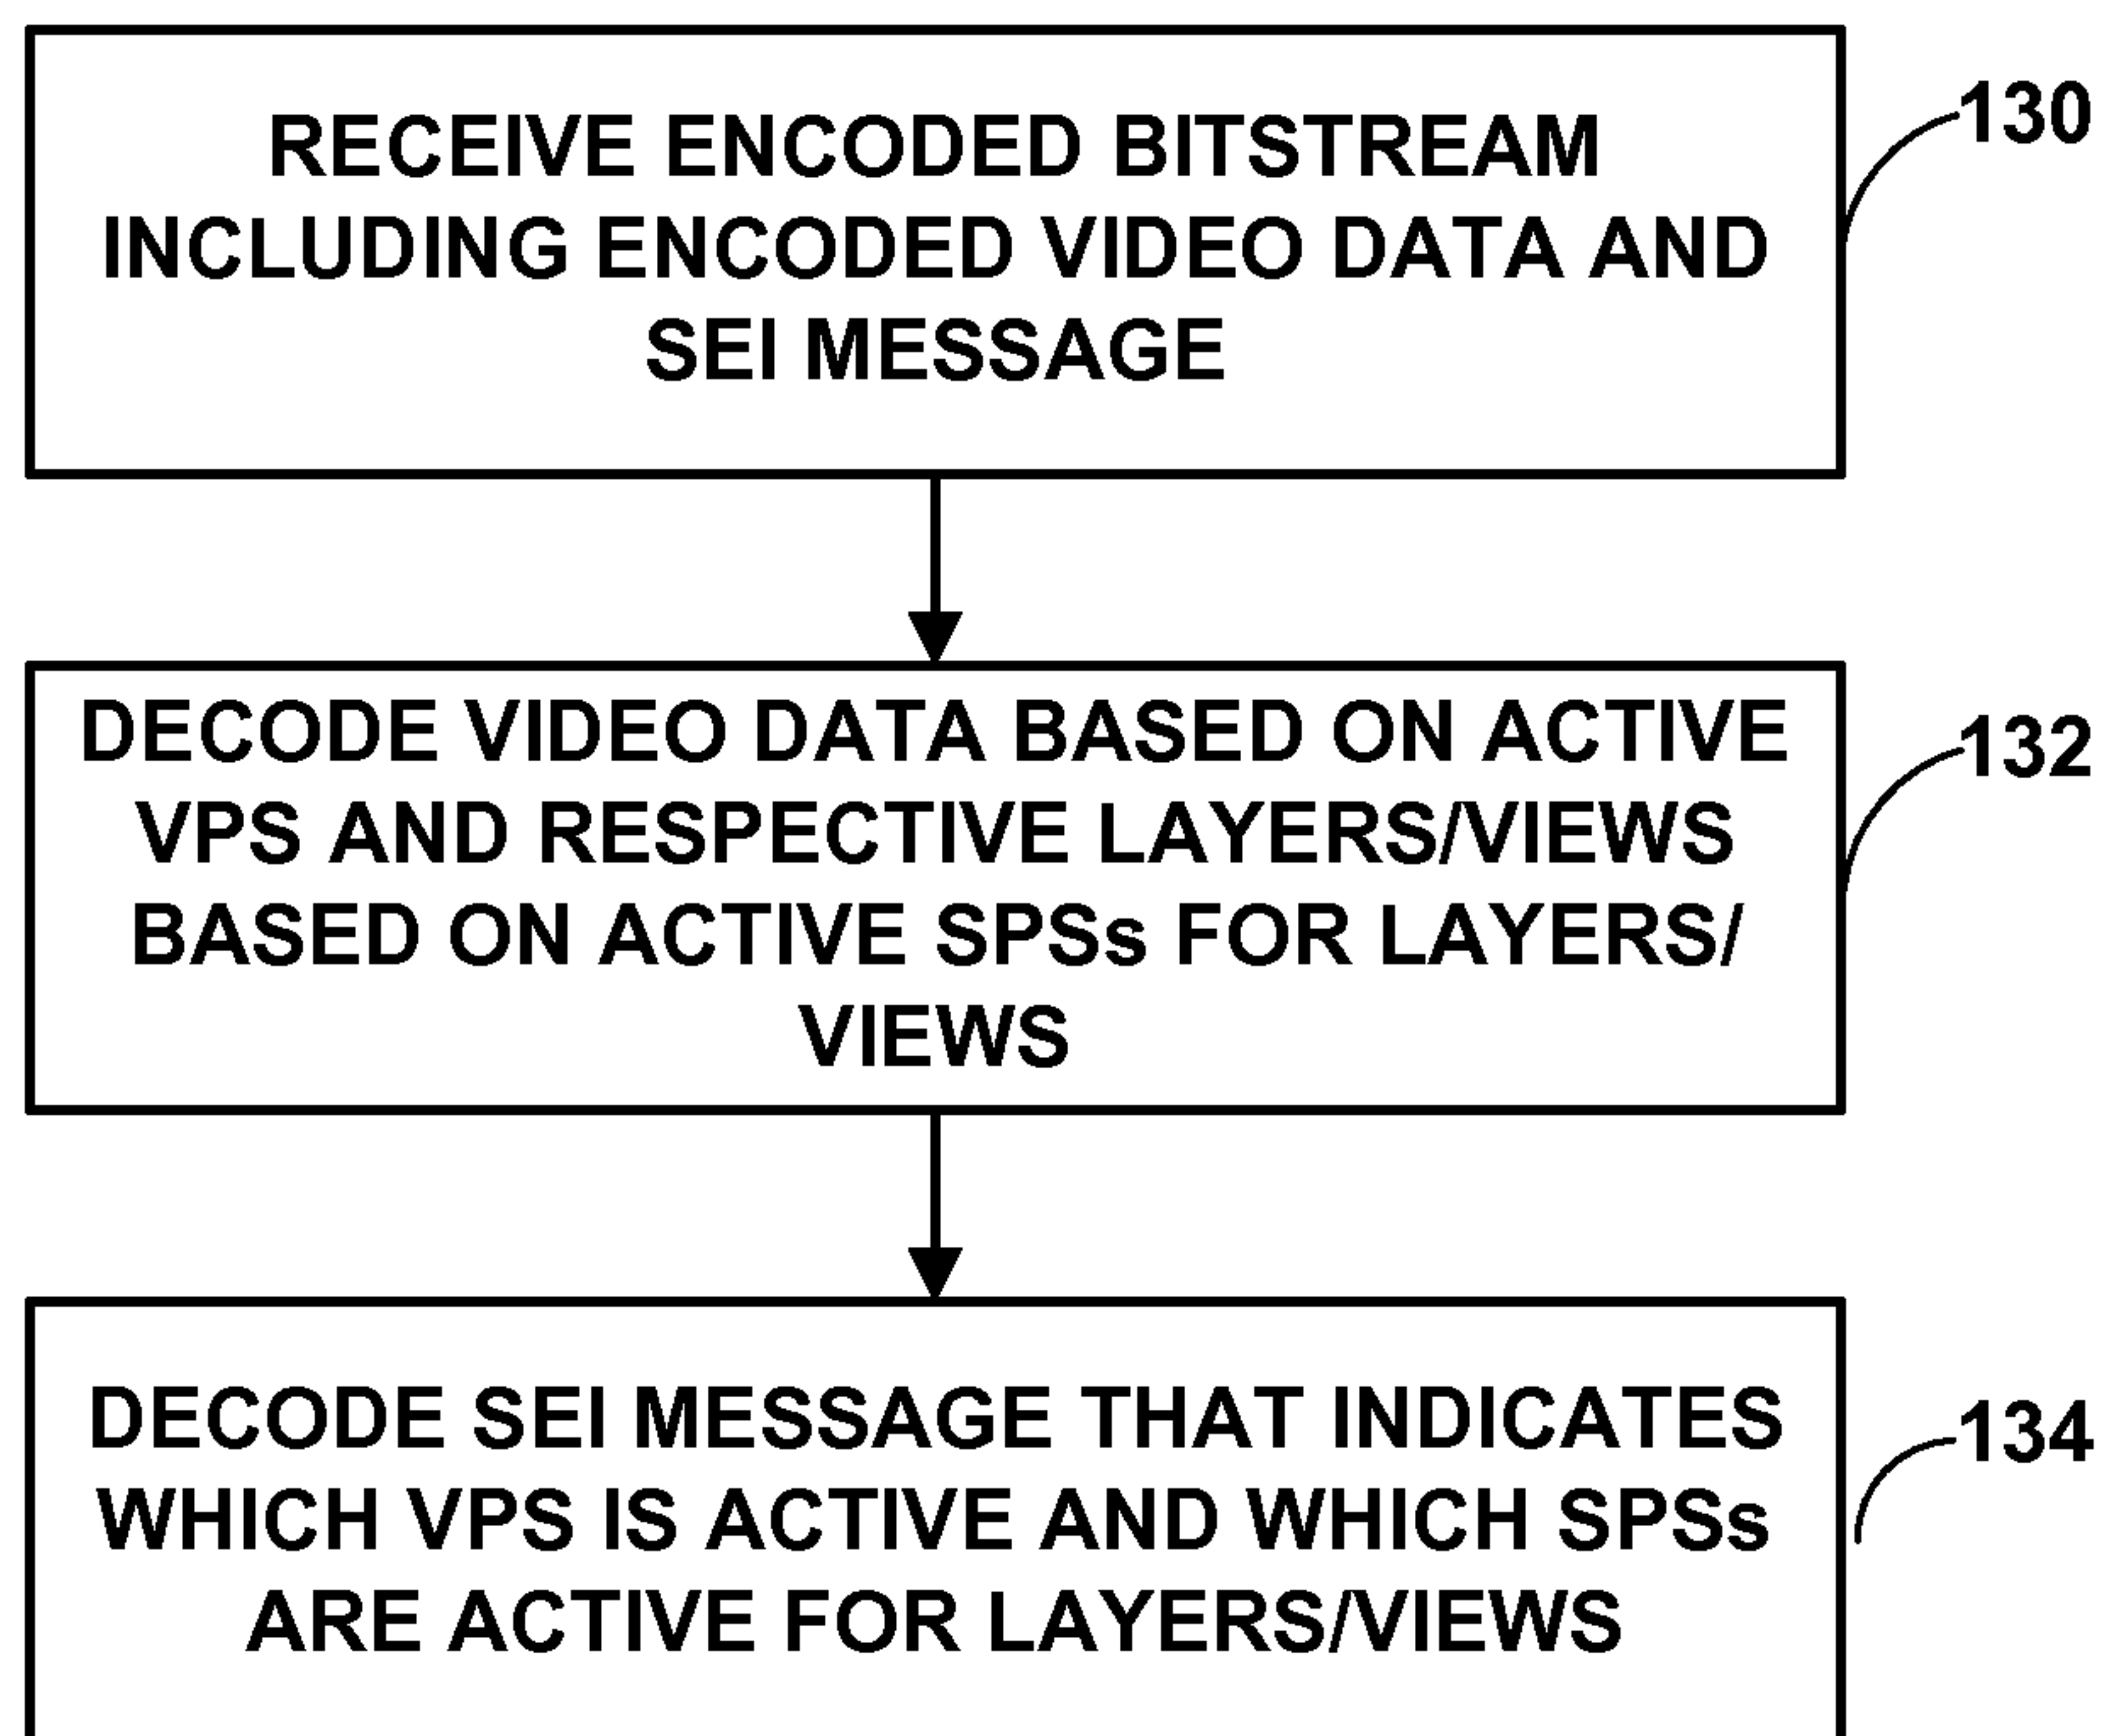 RECEIVE ENCODED BITSTREAM
INCLUDING ENCODED VIDEO DATA AND
SEI MESSAGE
130
DECODE VIDEO DATA BASED ON ACTIVE
VPS AND RESPECTIVE LAYERS/VIEWS
BASED ON ACTIVE SPSs FOR LAYERS/
VIEWS
132
DECODE SEI MESSAGE THAT INDICATES
WHICH VPS IS ACTIVE AND WHICH SPSs
ARE ACTIVE FOR LAYERS/VIEWS
134